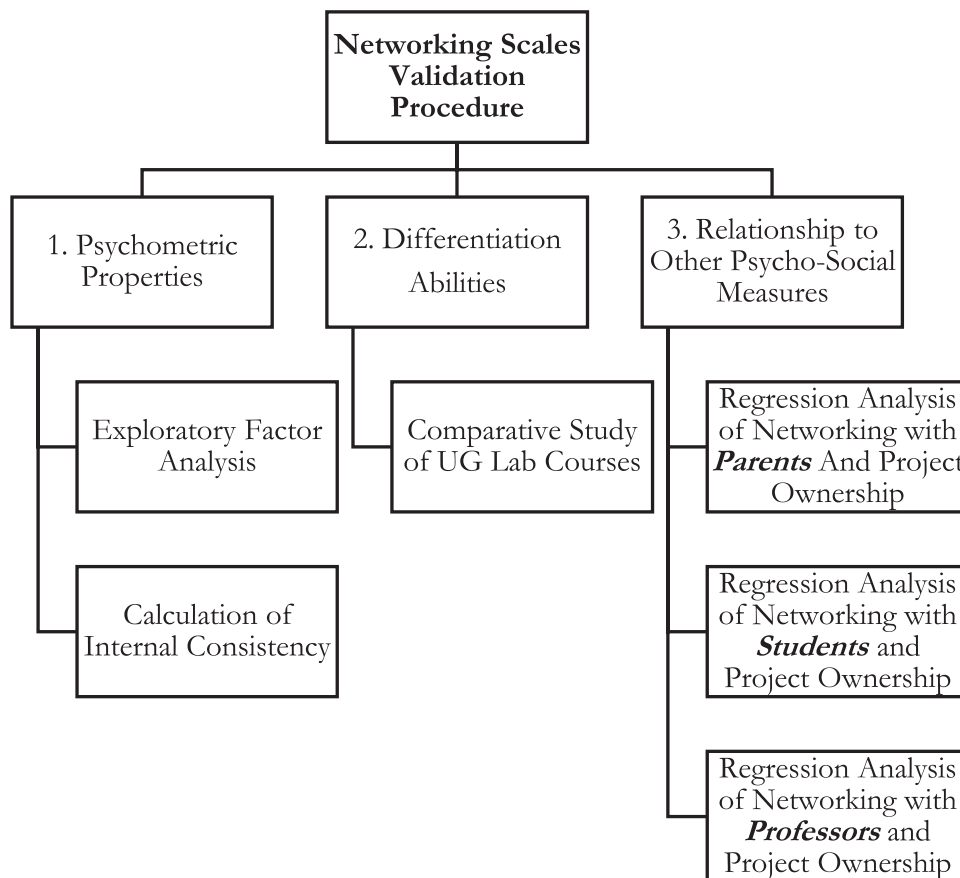 Networking Scales
Validation
Procedure
1. Psychometric
Properties
2. Differentiation
Abilities
3. Relationship to
Other Psycho-Social
Measures
Exploratory Factor
Analysis
Calculation of
Internal Consistency
Comparative Study
of UG Lab Courses
Regression Analysis
of Networking with
Parents And Project
Ownership
Regression Analysis
of Networking with
Students and
Project Ownership
Regression Analysis
of Networking with
Professors and
Project Ownership